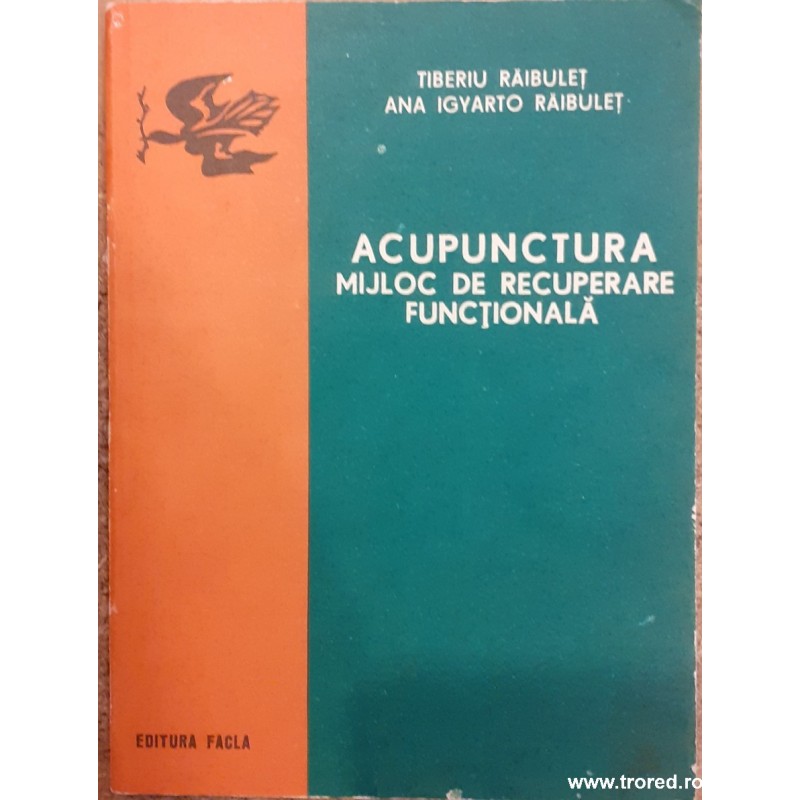 TIBERIU RĂIBULEȚ
ANA IGYARTO RĂIBULEȚ
ACUPUNCTURA
MIJLOC DE RECUPERARE
FUNCȚIONALĂ
EDITURA FACLA
www.trored.ro